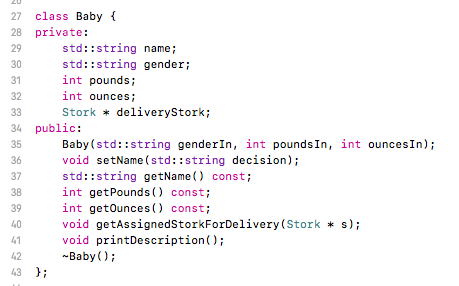 26
27 class Baby {
28 private:
29     std::string name;
30     std::string gender;
31     int pounds;
32     int ounces;
33     Stork * deliveryStork;
34 public:
35     Baby(std::string genderIn, int poundsIn, int ouncesIn);
36     void setName(std::string decision);
37     std::string getName() const;
38     int getPounds() const;
39     int getOunces() const;
40     void getAssignedStorkForDelivery(Stork * s);
41     void printDescription();
42     ~Baby();
43 };